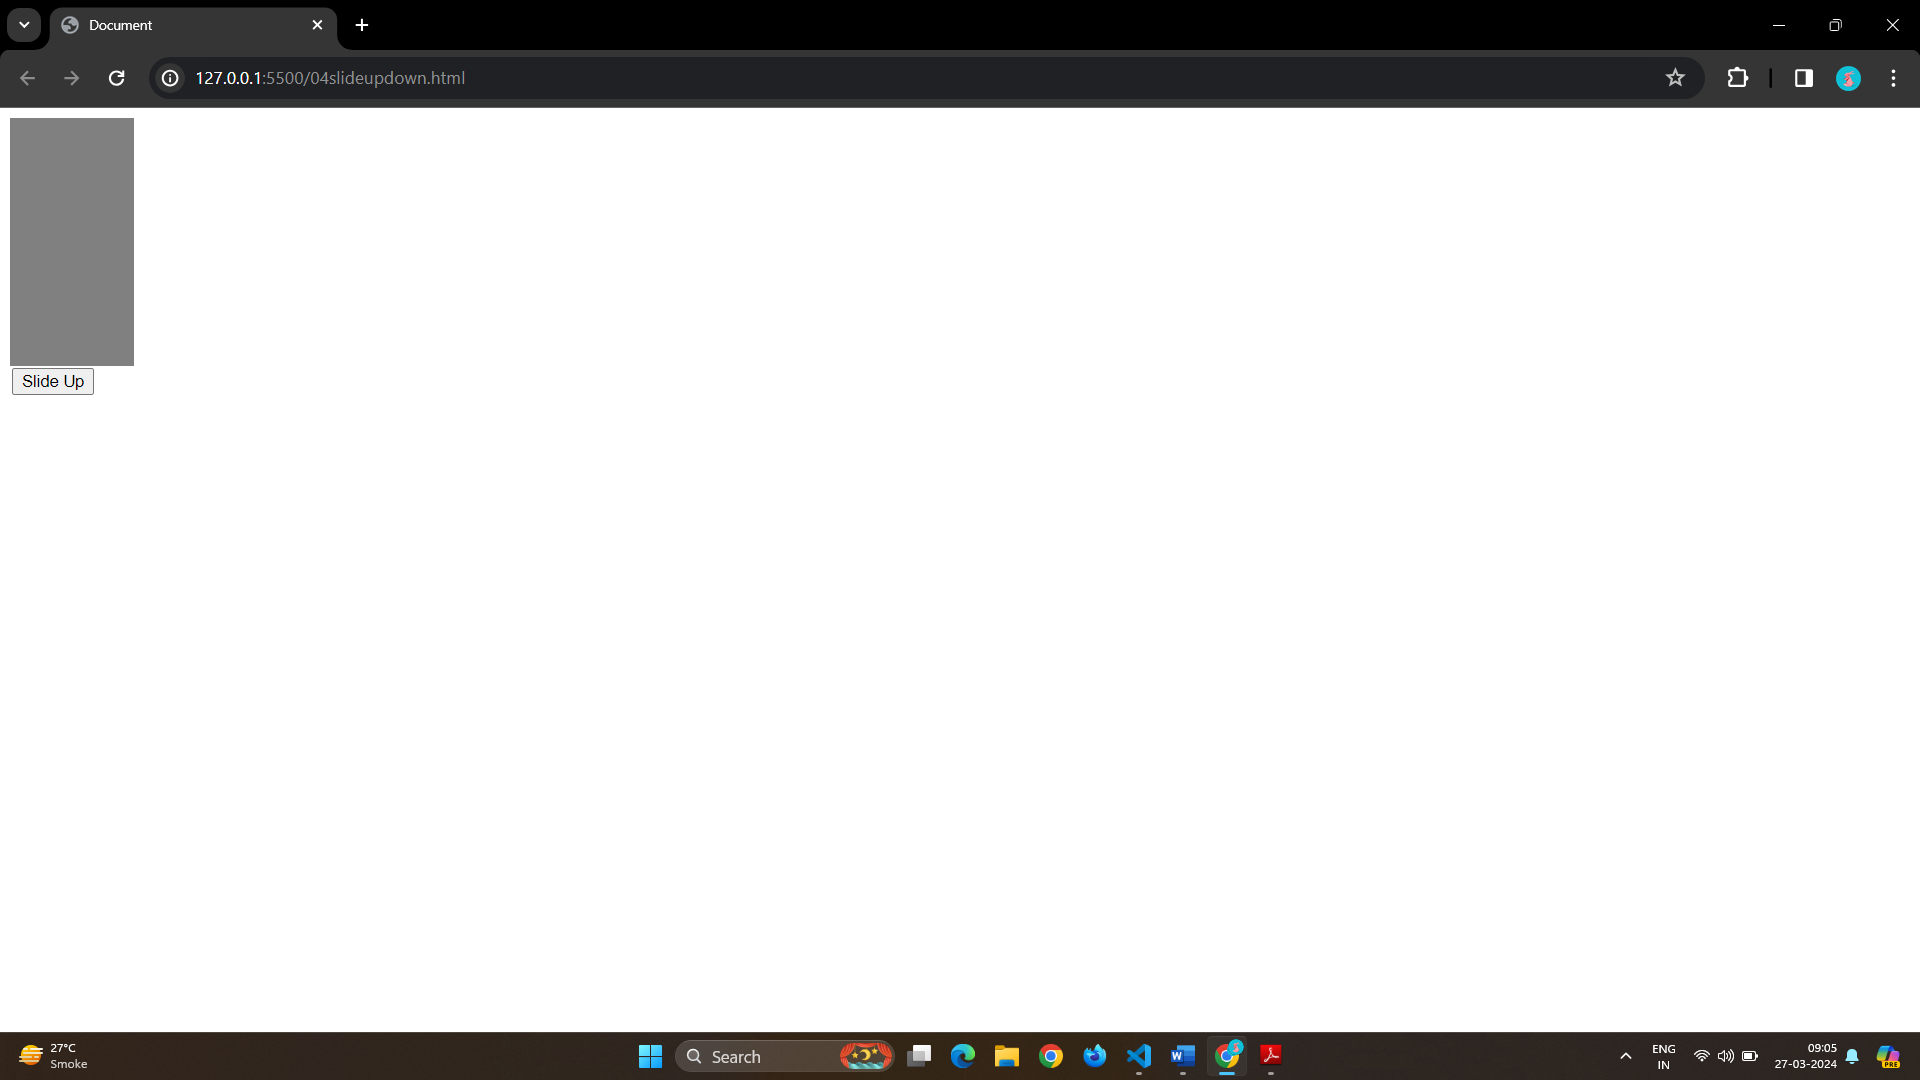 Document
127.0.0.1:5500/04slideupdown.html
Slide Up
27°C
Smoke
Search
ENG
IN
09:05
27-03-2024
PRE